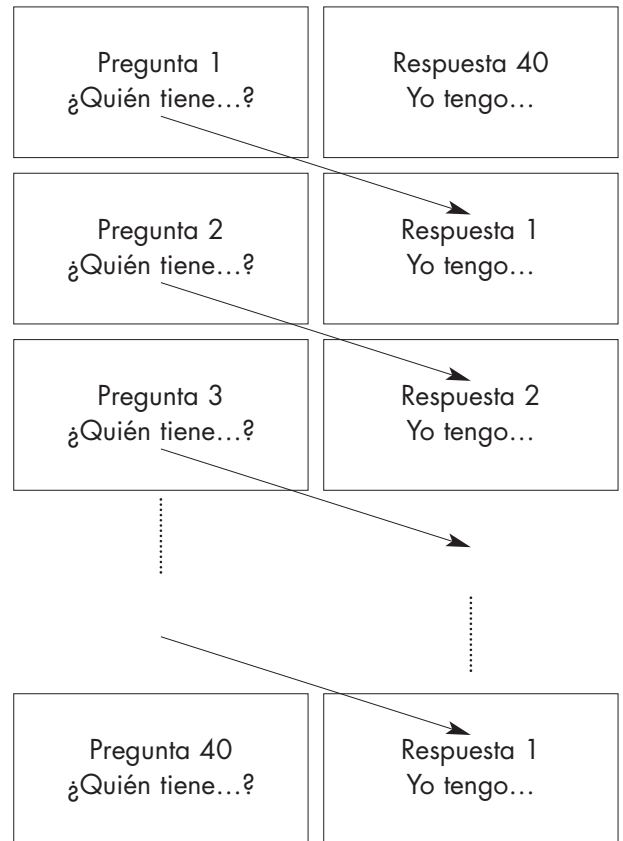 Pregunta 1
¿Quién tiene...?
Respuesta 40
Yo tengo...
Pregunta 2
¿Quién tiene...?
Respuesta 1
Yo tengo...
Pregunta 3
¿Quién tiene...?
Respuesta 2
Yo tengo...
Pregunta 40
¿Quién tiene...?
Respuesta 1
Yo tengo...